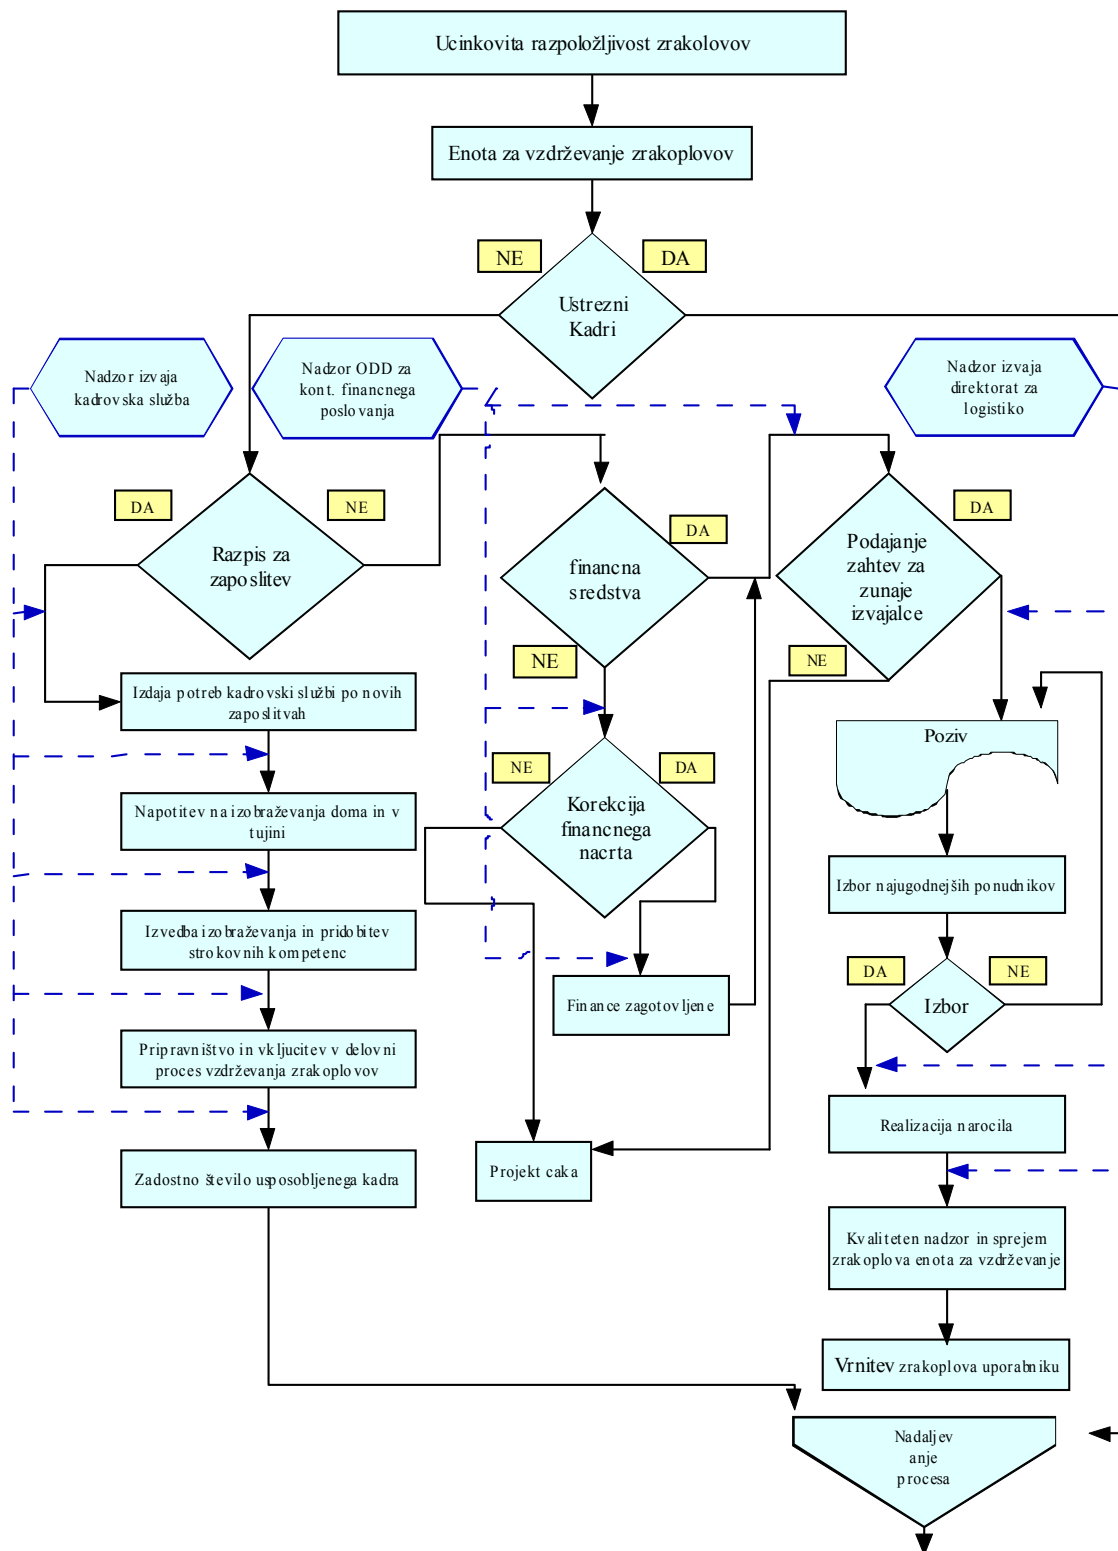 Ucinkovita razpoložljivost zrakolovov
Enota za vzdrževanje zrakoplovov
NE
DA
Ustrezni
Kadri
Nadzor izvaja
kadrovska služba
Nadzor ODD za
kont. financnega
poslovanja
Nadzor izvaja
direktorat za
logistiko
DA
NE
Razpis za
zaposlitev
DA
financna
sredstva
NE
DA
Podajanje
zahtev za
zunaje
izvajalce
NE
Izdaja potreb kadrovski službi po novih
zaposlitvah
Poziv
NE
DA
Korekcija
financnega
nacrta
Napotitev na izobraževanja doma in v
tujini
Izbor najugodnejših ponudnikov
Izvedba izobraževanja in pridobitev
strokovnih kompetenc
DA
NE
Izbor
Finance zagotovljene
Pripravništvo in vkljucitev v delovni
proces vzdrževanja zrakoplovov
Realizacija narocila
Zadostno število usposobljenega kadra
Projekt caka
Kvaliteten nadzor in sprejem
zrakoplova enota za vzdrževanje
Vrnitev zrakoplova uporabniku
Nadaljev
anje
procesa